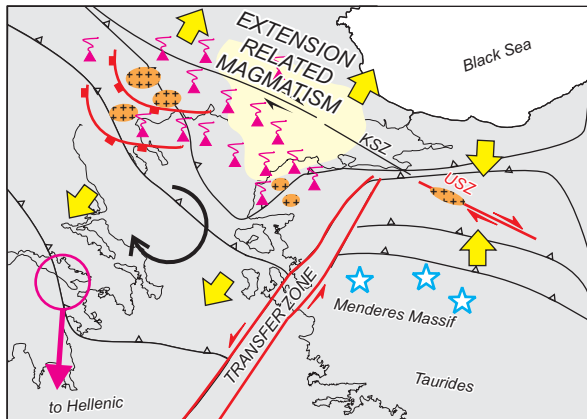 EXTENSION
RELATED
MAGMATISM
Black Sea
KSZ
USZ
TRANSFER ZONE
Menderes Massif
Taurides
to Hellenic